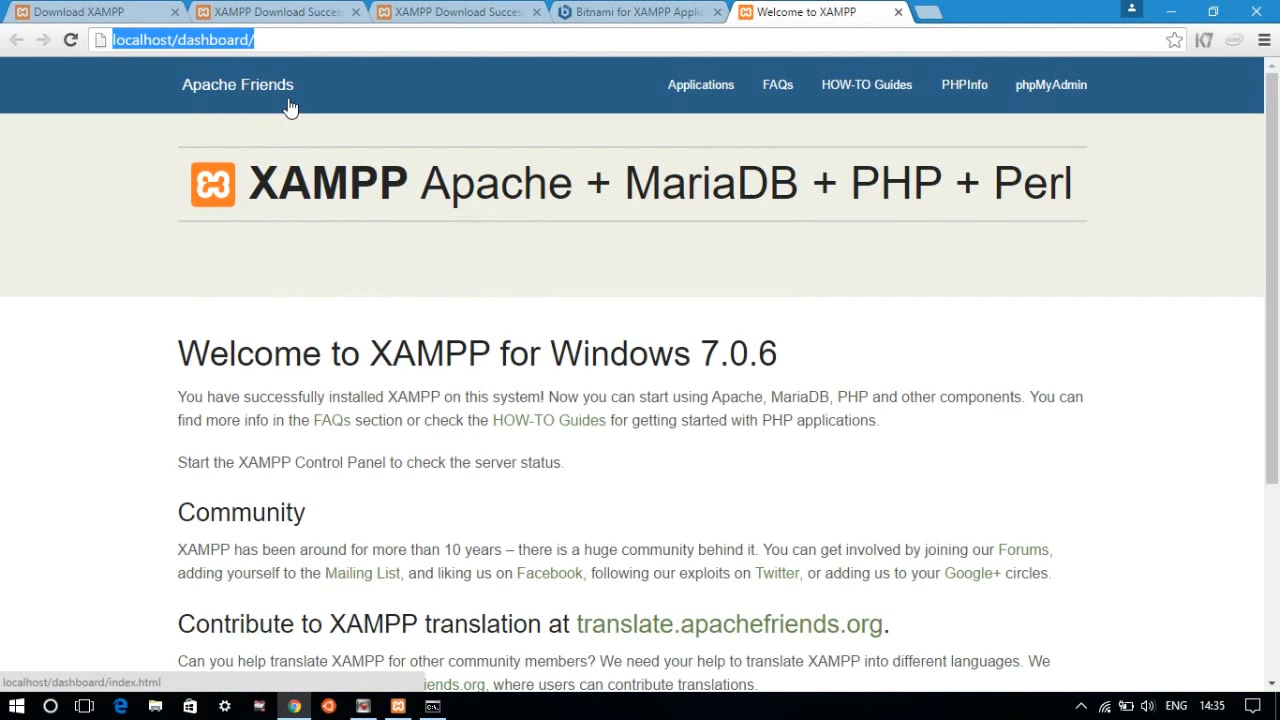 Download XAMPP
XAMPP Download Succes
XAMPP Download Succes
Bitnami for XAMPP Applic
Welcome to XAMPP
localhost/dashboard/
K7
Apache Friends
Applications
FAQs
HOW-TO Guides
PHPInfo
phpMyAdmin
XAMPP Apache + MariaDB + PHP + Perl
Welcome to XAMPP for Windows 7.0.6
You have successfully installed XAMPP on this system! Now you can start using Apache, MariaDB, PHP and other components. You can
find more info in the FAQs section or check the HOW-TO Guides for getting started with PHP applications.
Start the XAMPP Control Panel to check the server status.
Community
XAMPP has been around for more than 10 years – there is a huge community behind it. You can get involved by joining our Forums,
adding yourself to the Mailing List, and liking us on Facebook, following our exploits on Twitter, or adding us to your Google+ circles.
Contribute to XAMPP translation at translate.apachefriends.org.
Can you help translate XAMPP for other community members? We need your help to translate XAMPP into different languages. We
iends.org, where users can contribute translations.
localhost/dashboard/index.html
ENG
14:35